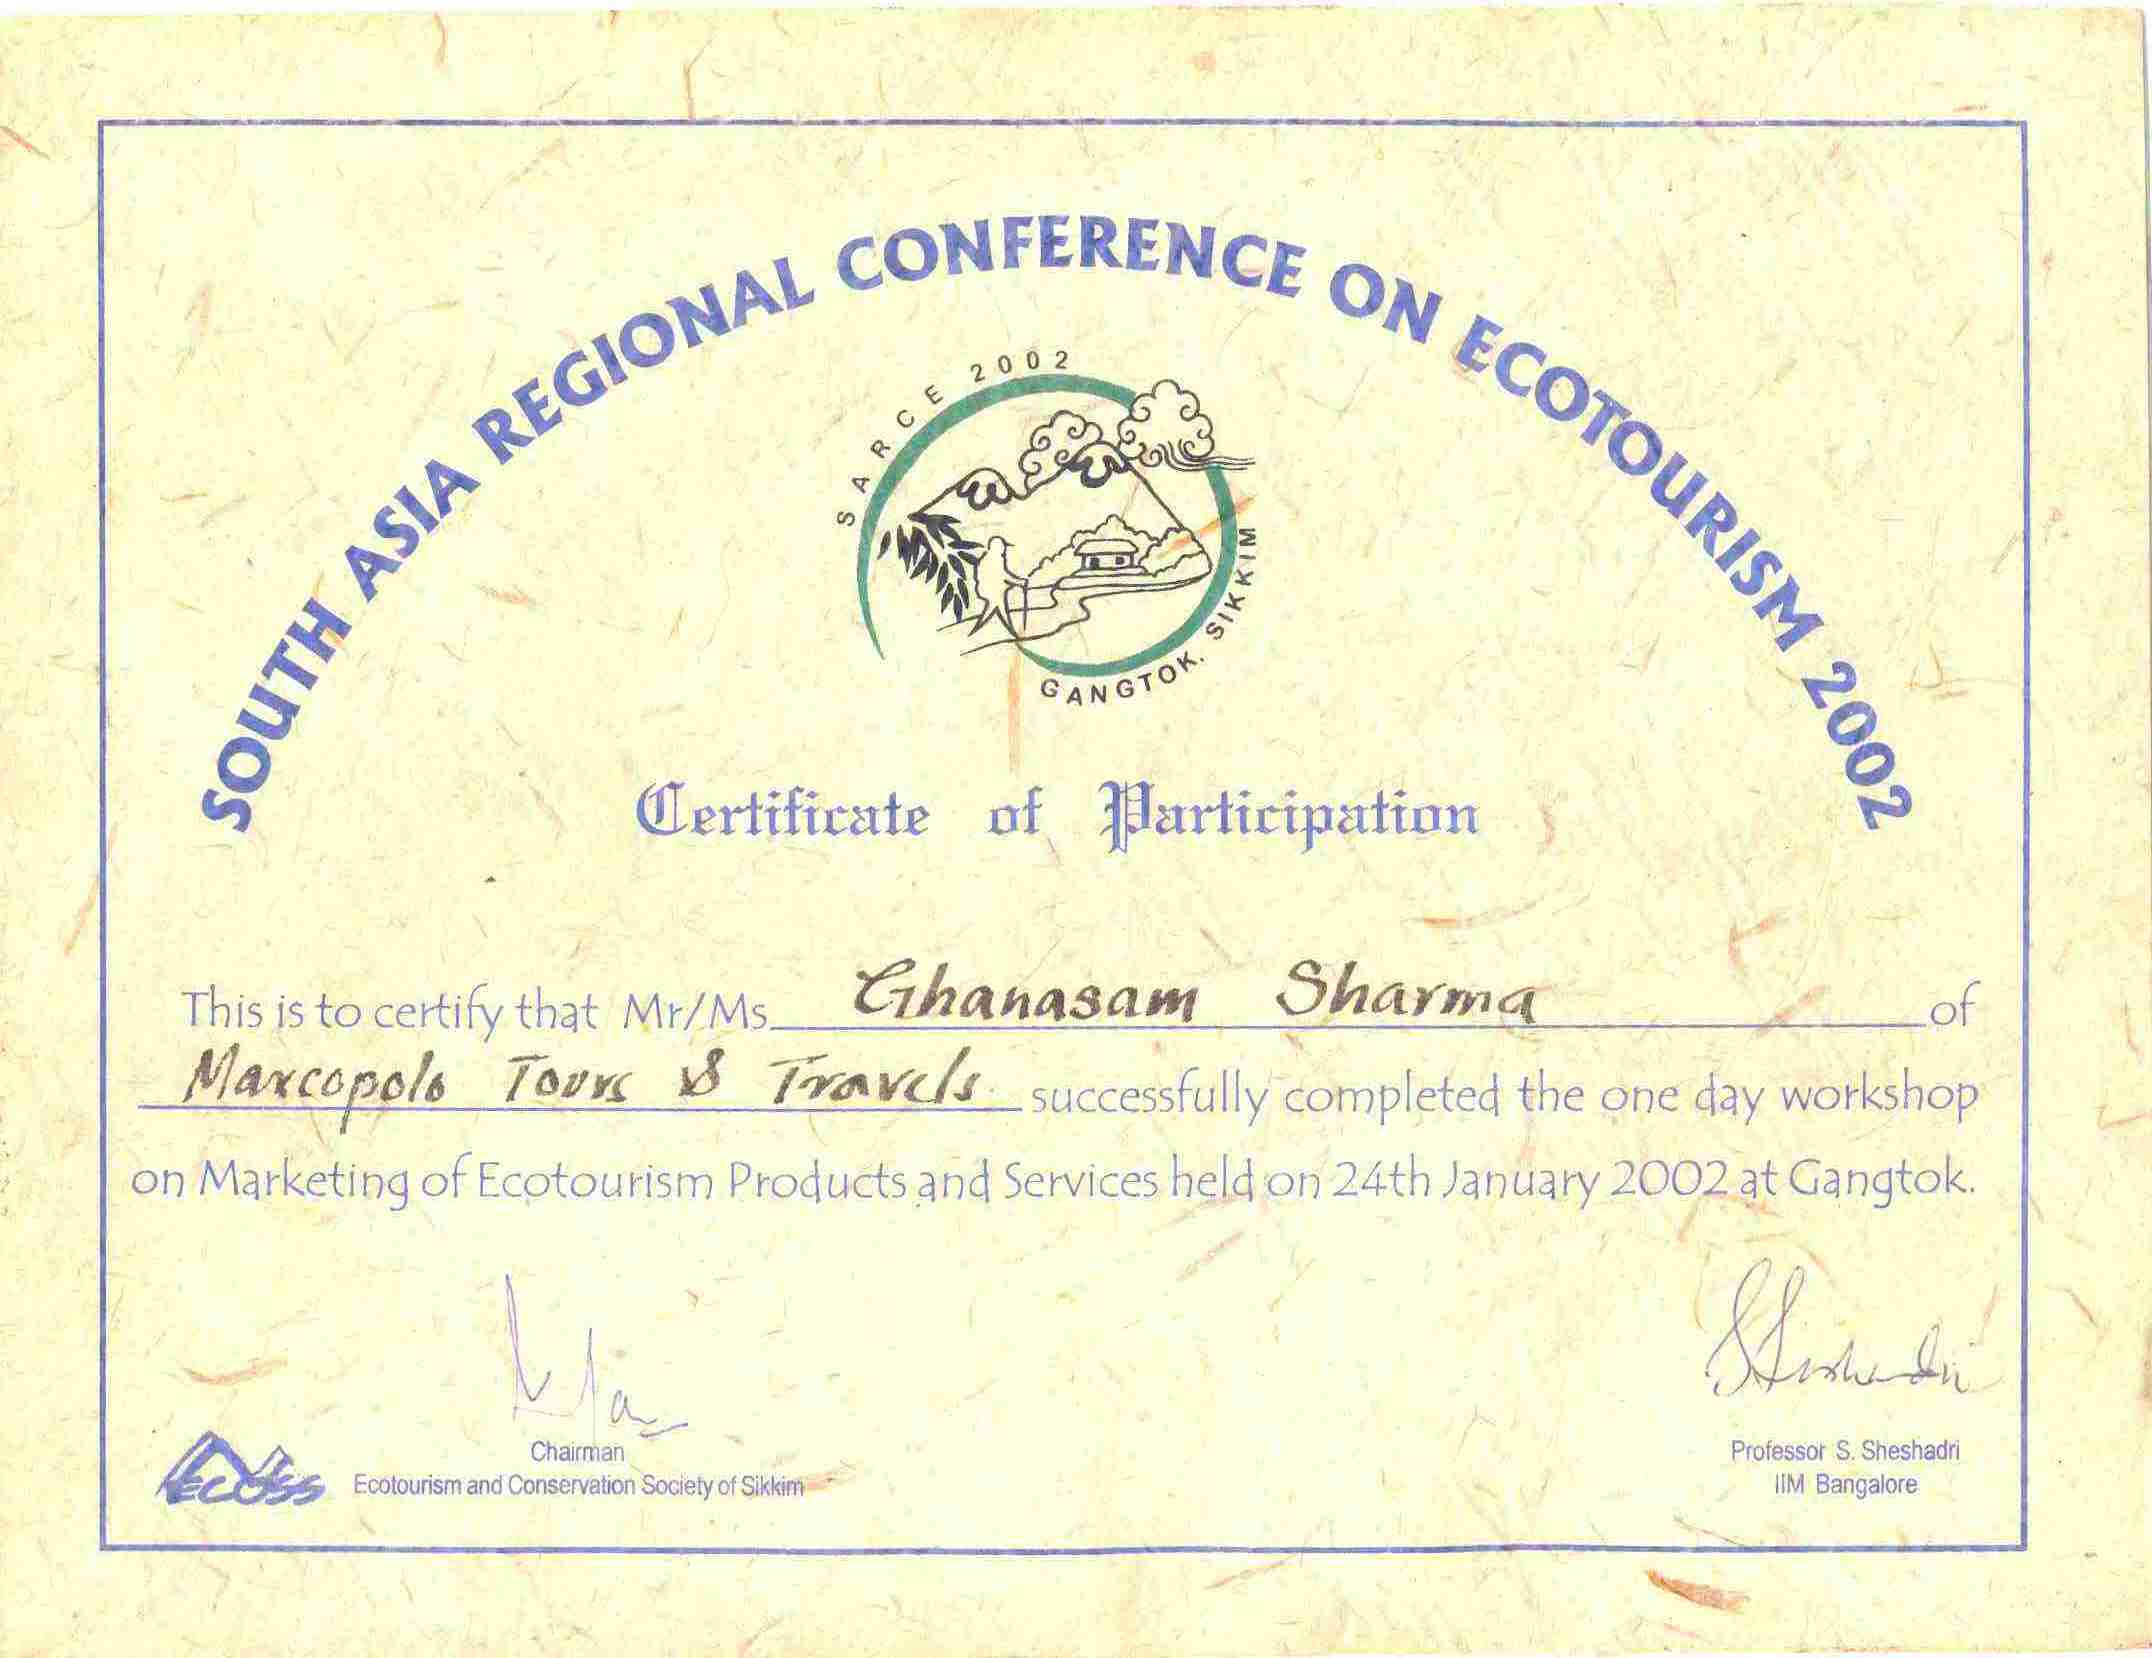 SOUTH ASIA REGIONAL CONFERENCE ON ECOTOURISM 2002
SARCE 2002
GANGTOK. SIKKIM
Certificate of Participation
This is to certify that Mr/Ms. Ghanasam Sharma of
Marcopolo Tours & Travels successfully completed the one day workshop
on Marketing of Ecotourism Products and Services held on 24th January 2002 at Gangtok.
Chairman
Ecotourism and Conservation Society of Sikkim
ECOSS
SSheshadri
Professor S. Sheshadri
IIM Bangalore